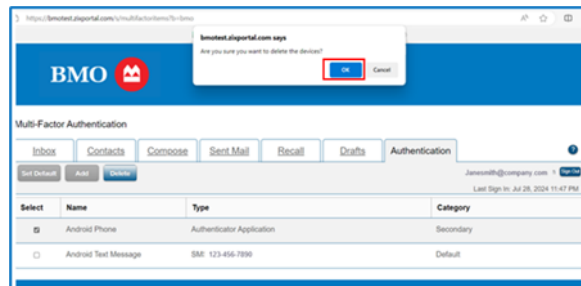 https://bmotest.zixportal.com/s/multifactoritems?b=bmo
bmotest.zixportal.com says
Are you sure you want to delete the devices?
OK Cancel
BMO
Multi-Factor Authentication
Inbox Contacts Compose Sent Mail Recall Drafts Authentication
Set Default Add Delete Janesmith@company.com Sign Out
Last Sign In: Jul 28, 2024 11:47 PM
Select Name Type Category
Android Phone Authenticator Application Secondary
Android Text Message SMI: 123-456-7890 Default